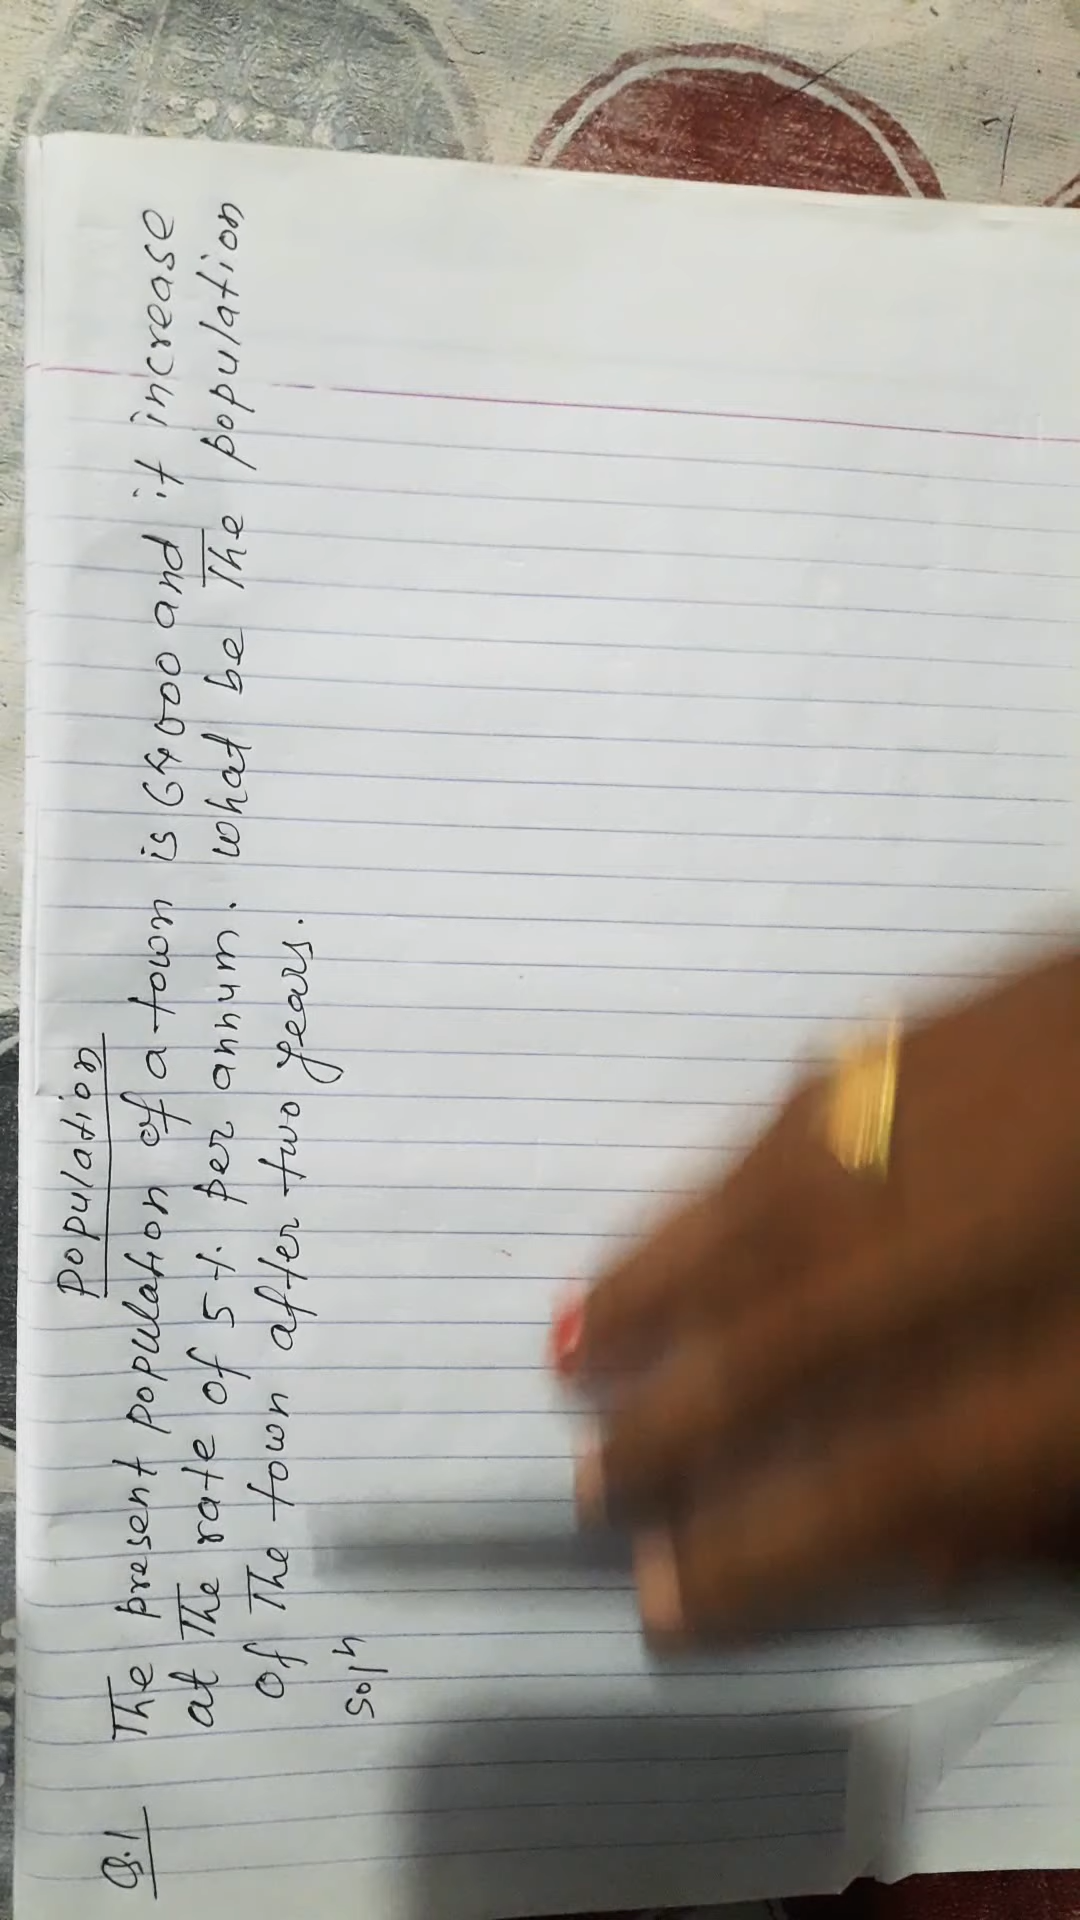 Population
Q.1 The present population of a town is 64000 and it increase
at The rate of 5% per annum. what be The population
of The town after two years.
Soln